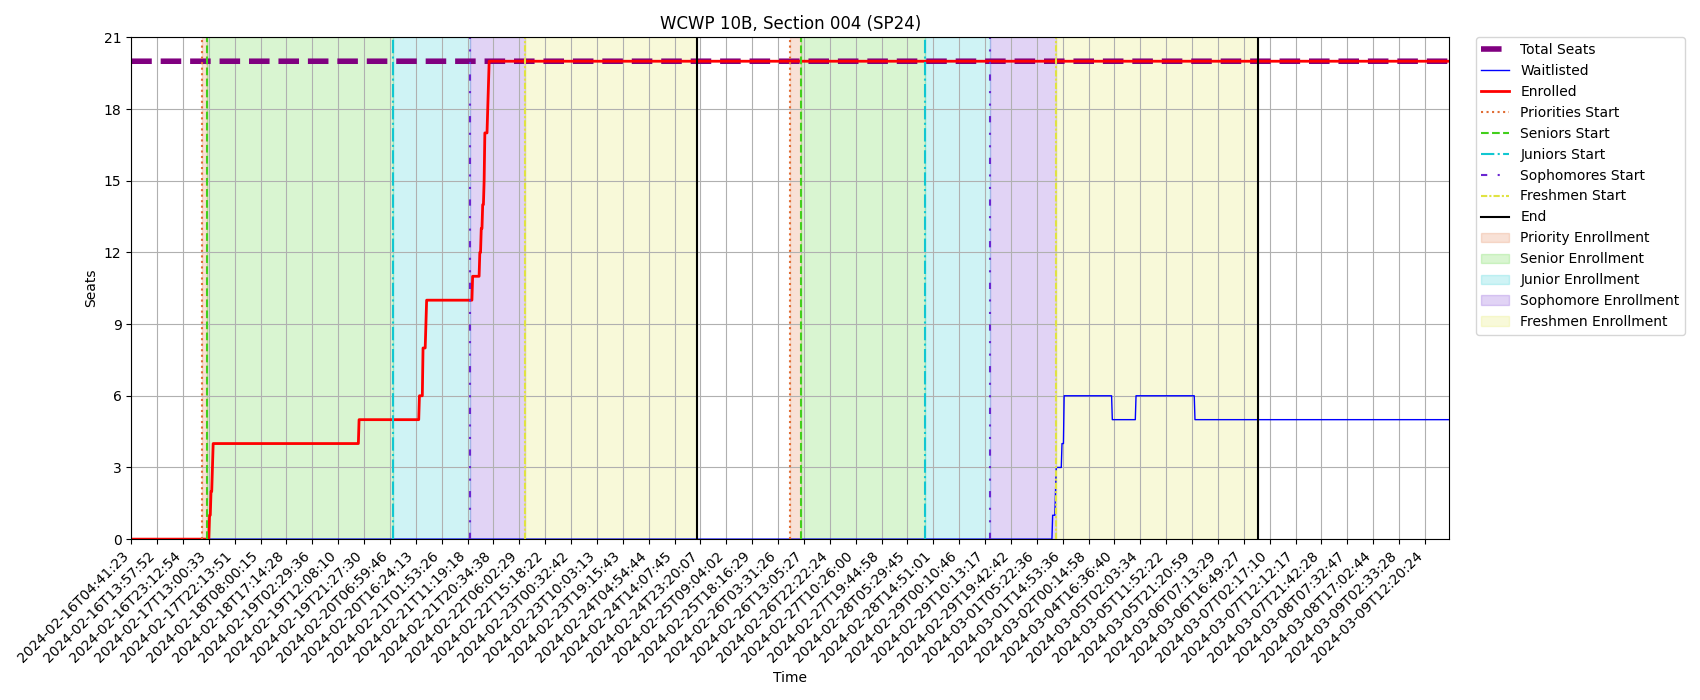 WCWP 10B, Section 004 (SP24)
21
18
15
12
9
6
3
0
Seats
2024-02-16T04:41:23
2024-02-16T13:57:52
2024-02-16T23:12:54
2024-02-17T13:00:33
2024-02-17T22:13:51
2024-02-18T08:00:15
2024-02-18T17:14:28
2024-02-19T02:29:36
2024-02-19T12:08:10
2024-02-19T21:27:30
2024-02-20T06:59:46
2024-02-20T16:24:13
2024-02-21T01:53:26
2024-02-21T11:19:18
2024-02-21T20:34:38
2024-02-22T06:02:29
2024-02-22T15:18:22
2024-02-23T00:32:42
2024-02-23T10:03:13
2024-02-23T19:15:43
2024-02-24T04:54:44
2024-02-24T14:07:45
2024-02-24T23:20:07
2024-02-25T09:04:02
2024-02-25T18:16:29
2024-02-26T03:31:26
2024-02-26T13:05:27
2024-02-26T22:22:24
2024-02-27T10:26:00
2024-02-27T19:44:58
2024-02-28T05:29:45
2024-02-28T14:51:01
2024-02-29T00:10:46
2024-02-29T10:13:17
2024-02-29T19:42:42
2024-03-01T05:22:36
2024-03-01T14:53:36
2024-03-02T00:14:58
2024-03-04T16:36:40
2024-03-05T02:03:34
2024-03-05T11:52:22
2024-03-05T21:20:59
2024-03-06T07:13:29
2024-03-06T16:49:27
2024-03-07T02:17:10
2024-03-07T12:12:17
2024-03-07T21:42:28
2024-03-08T07:32:47
2024-03-08T17:02:44
2024-03-09T02:33:28
2024-03-09T12:20:24
Time
Total Seats
Waitlisted
Enrolled
Priorities Start
Seniors Start
Juniors Start
Sophomores Start
Freshmen Start
End
Priority Enrollment
Senior Enrollment
Junior Enrollment
Sophomore Enrollment
Freshmen Enrollment